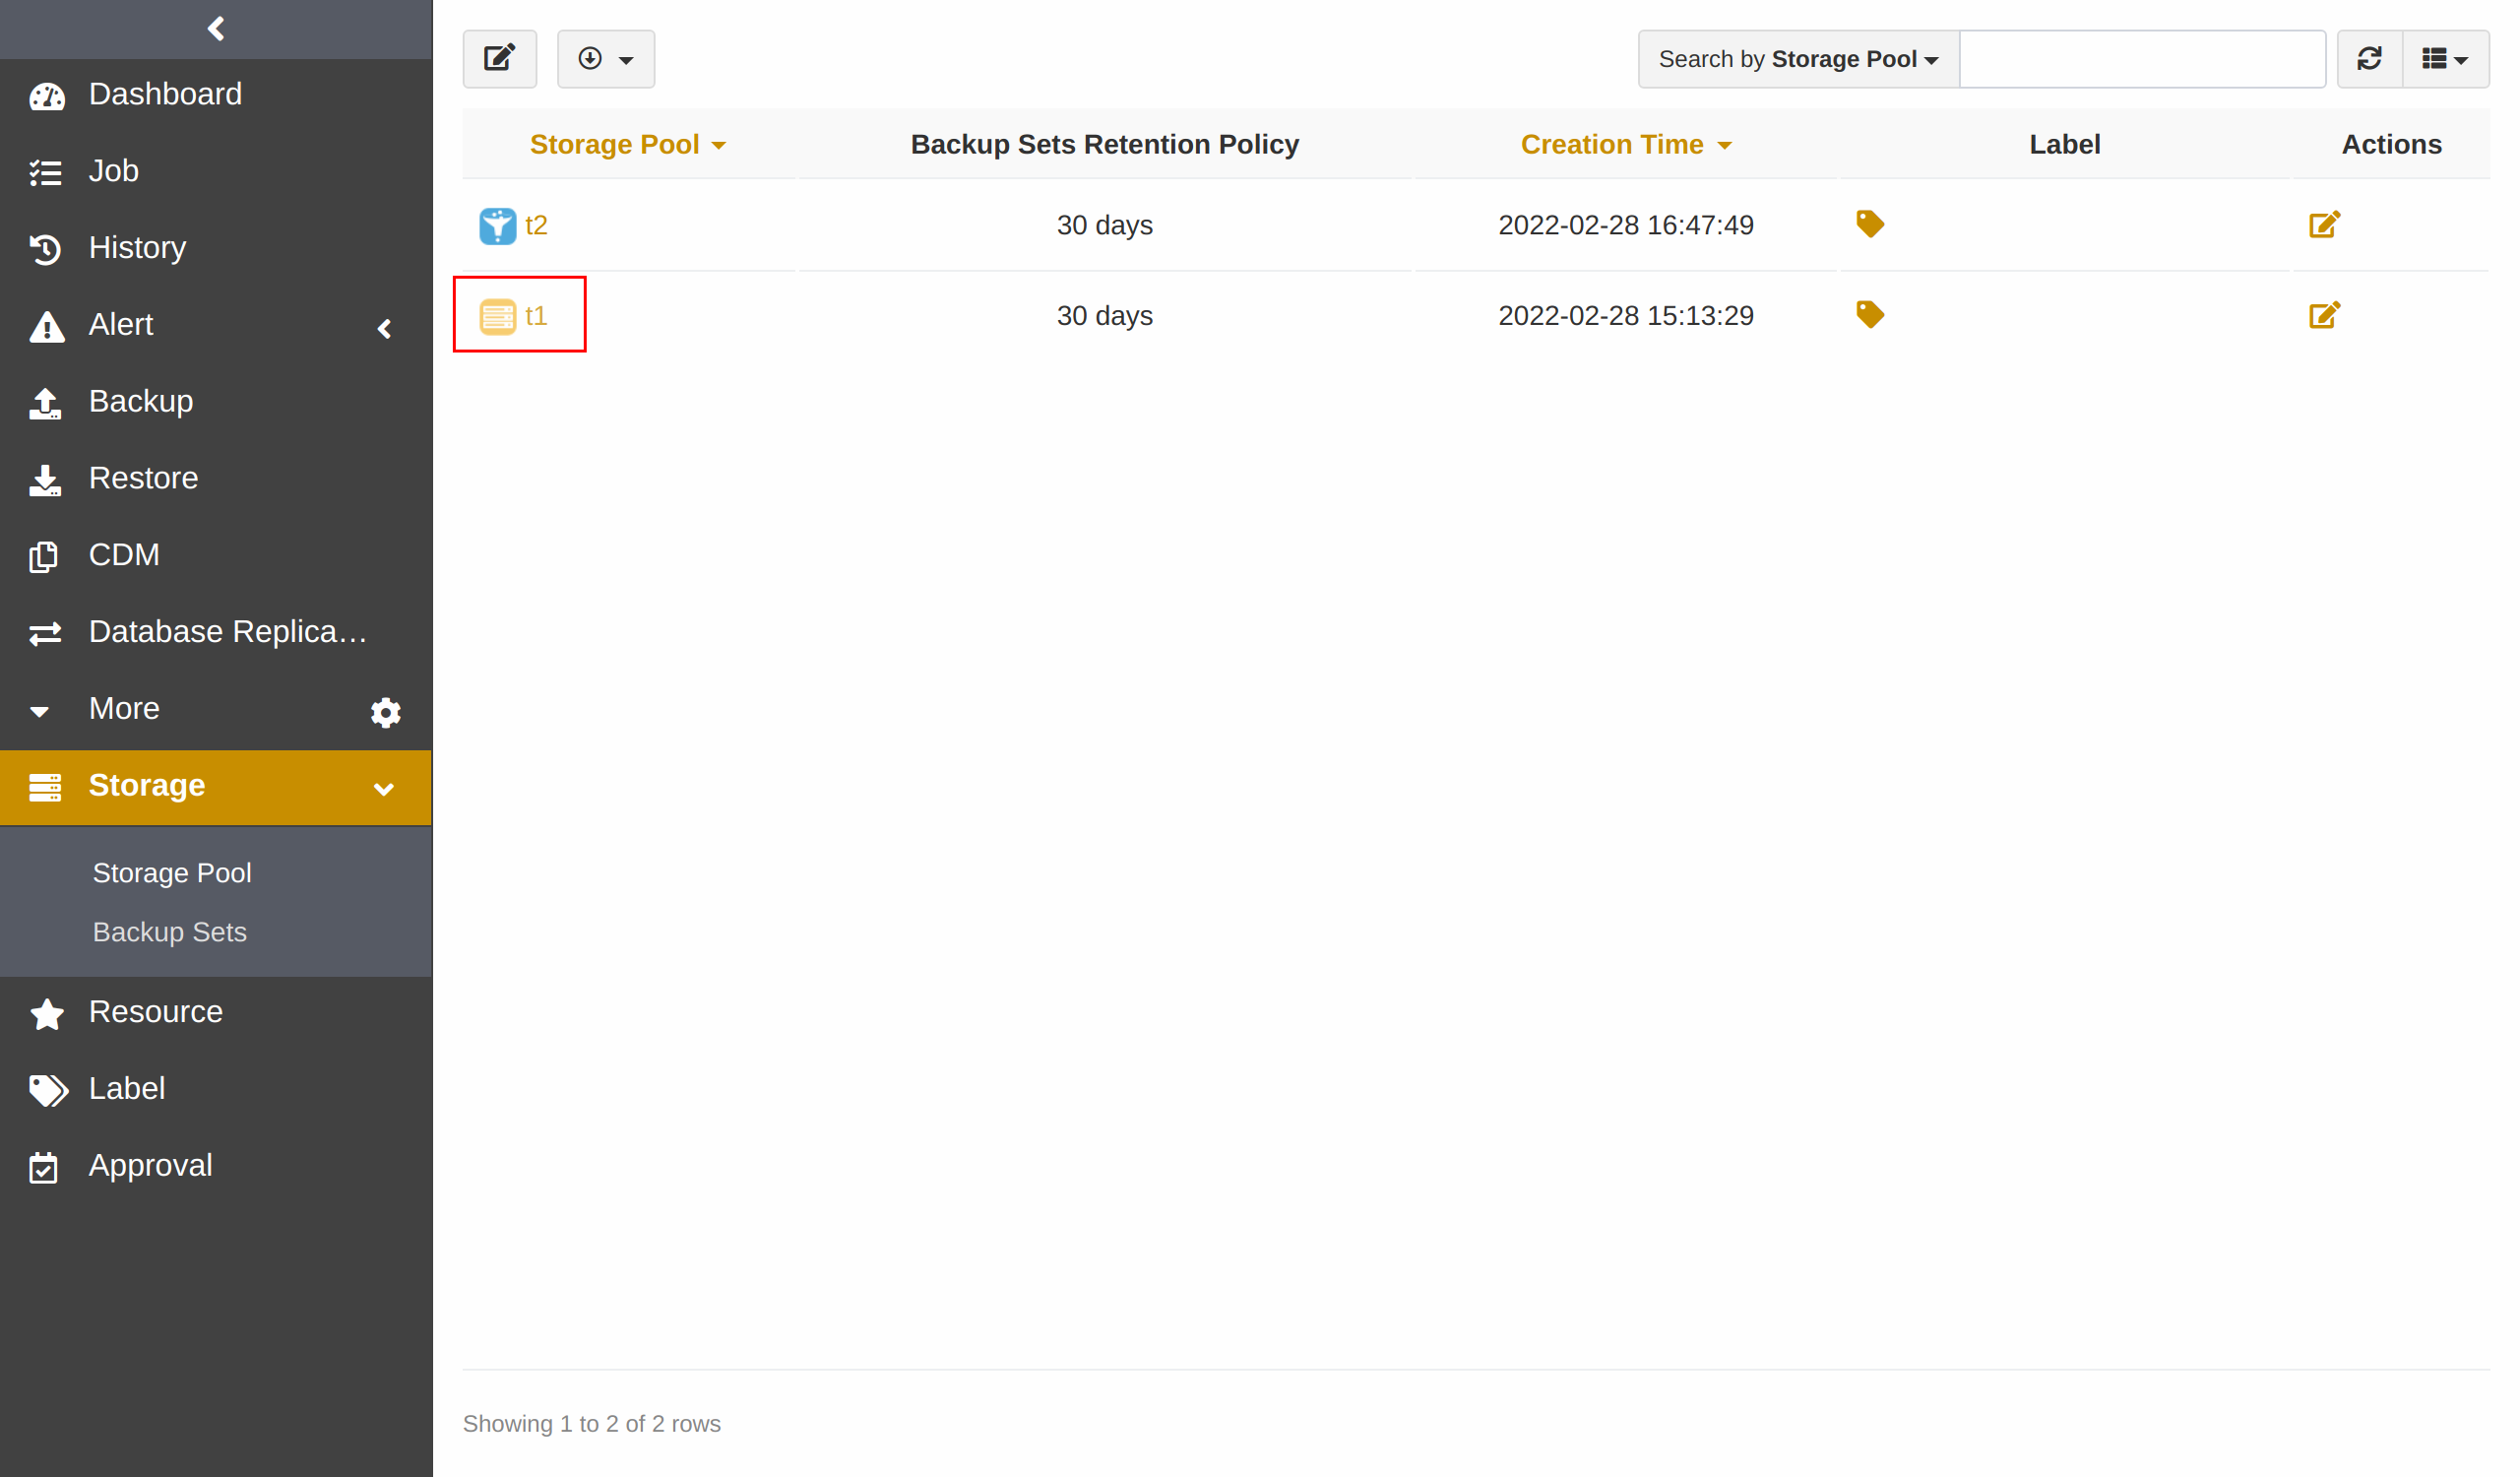 Search by Storage Pool
Dashboard
Job
History
Alert
Backup
Restore
CDM
Database Replica…
More
Storage
Storage Pool
Backup Sets
Resource
Label
Approval
Storage Pool Backup Sets Retention Policy Creation Time Label Actions
t2 30 days 2022-02-28 16:47:49
t1 30 days 2022-02-28 15:13:29
Showing 1 to 2 of 2 rows